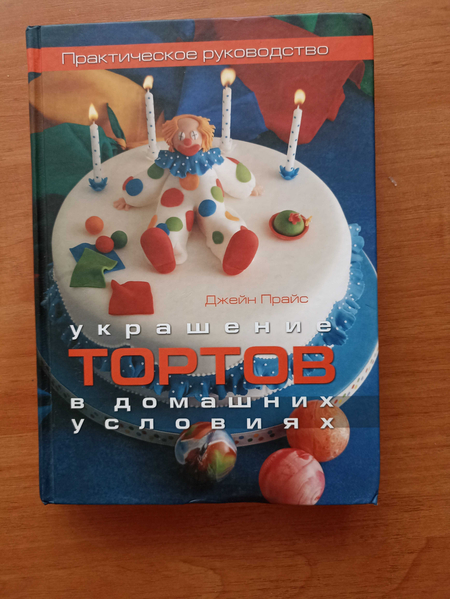 Практическое руководство
Джейн Прайс
украшение
ТОРТОВ
в домашних
условиях